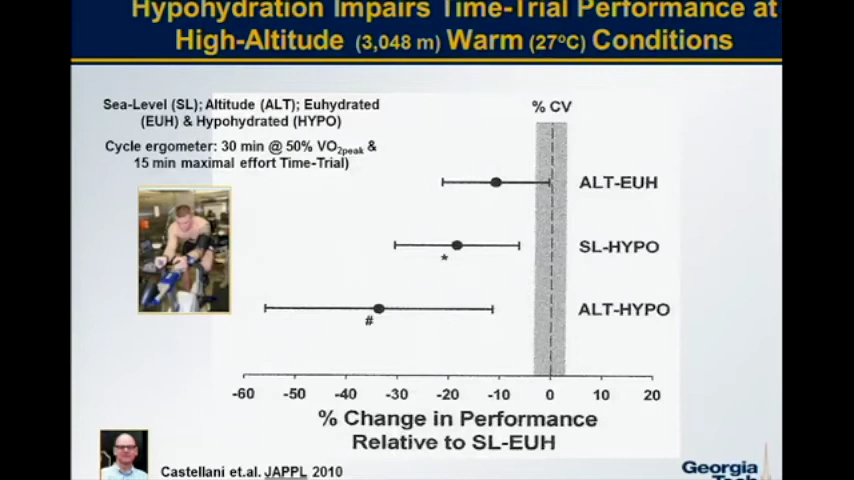 Hypohydration Impairs Time-Trial Performance at
High-Altitude (3,048 m) Warm (27°C) Conditions
Sea-Level (SL); Altitude (ALT); Euhydrated
(EUH) & Hypohydrated (HYPO)
Cycle ergometer: 30 min @ 50% VO2peak &
15 min maximal effort Time-Trial)
% CV
ALT-EUH
SL-HYPO
*
ALT-HYPO
#
-60 -50 -40 -30 -20 -10 0 10 20
% Change in Performance
Relative to SL-EUH
Castellani et.al. JAPPL 2010
Georgia
Tech